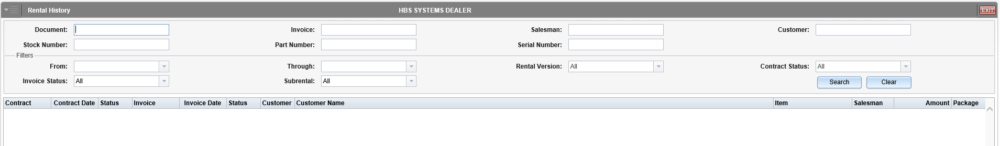 Rental History HBS SYSTEMS DEALER EXIT
Document: Invoice: Salesman: Customer:
Stock Number: Part Number: Serial Number:
Filters
From: Through: Rental Version: All Contract Status: All
Invoice Status: All Subrental: All Search Clear
Contract Contract Date Status Invoice Invoice Date Status Customer Customer Name Item Salesman Amount Package